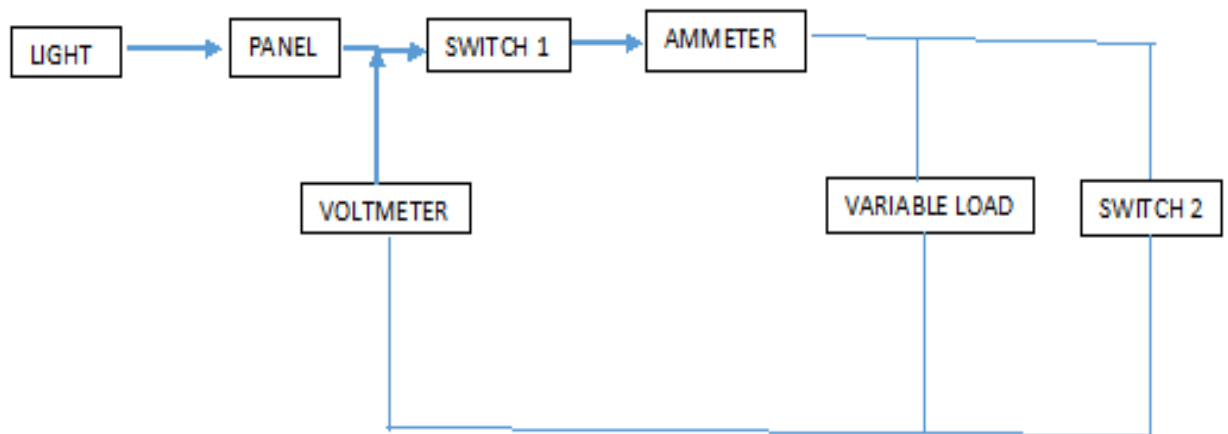 LIGHT
PANEL
SWITCH 1
AMMETER
VOLTMETER
VARIABLE LOAD
SWITCH 2